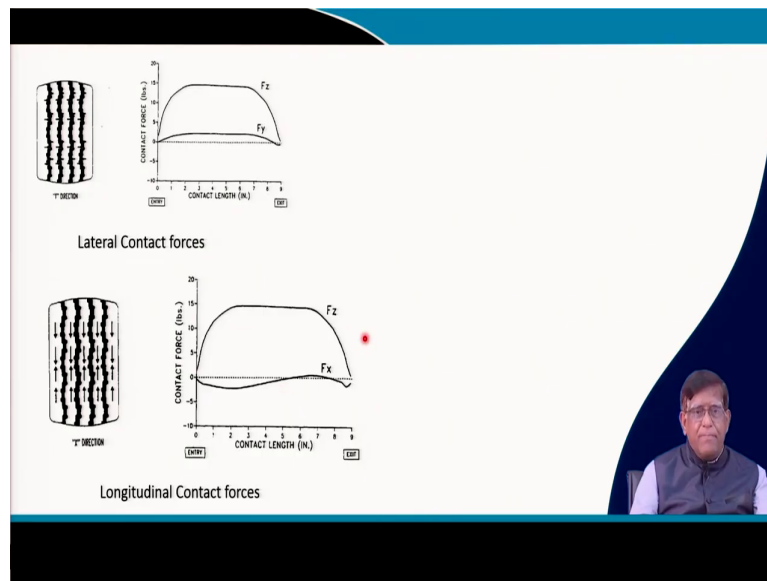 20
15
10
5
0
-5
-10
CONTACT FORCE (lbs.)
Fz
Fy
0 1 2 3 4 5 6 7 8 9
CONTACT LENGTH (IN.)
ENTRY
EXIT
"Y" DIRECTION
Lateral Contact forces
20
15
10
5
0
-5
-10
CONTACT FORCE (lbs.)
Fz
Fx
0 1 2 3 4 5 6 7 8 9
CONTACT LENGTH (IN.)
ENTRY
EXIT
"X" DIRECTION
Longitudinal Contact forces